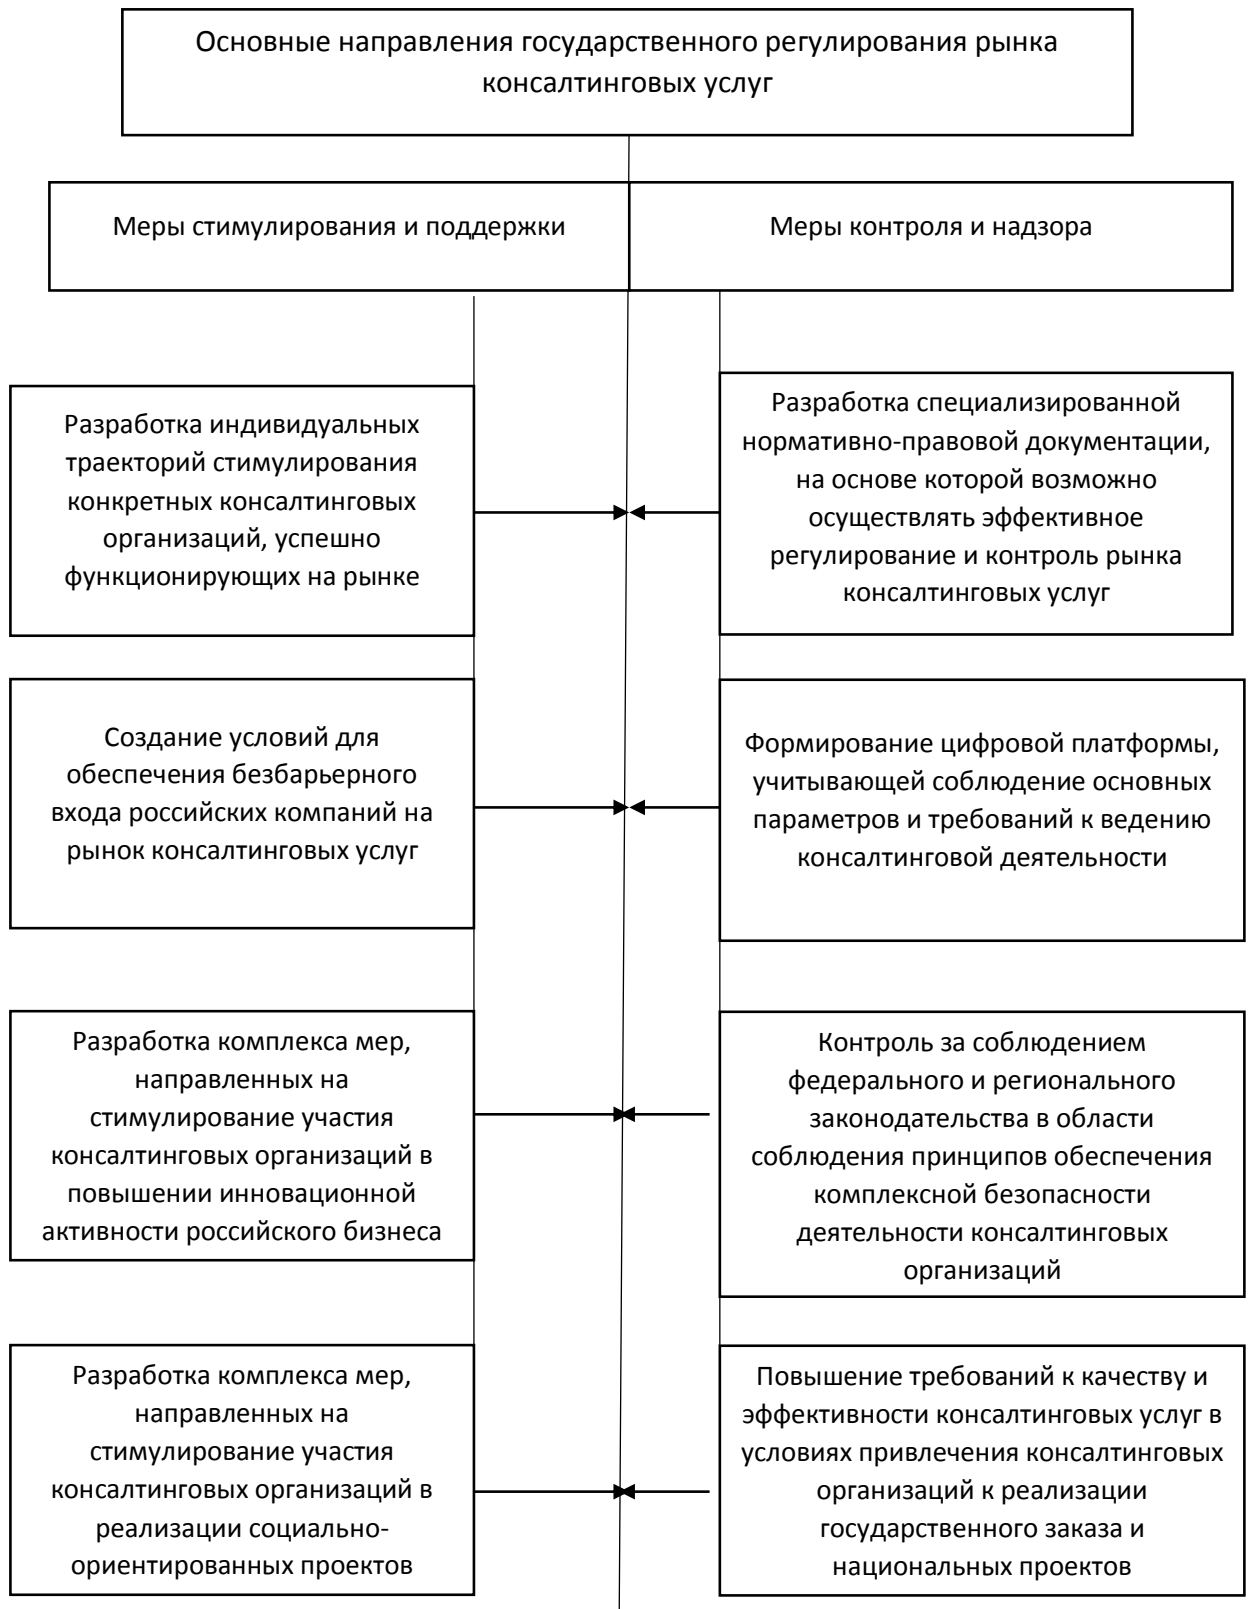 Основные направления государственного регулирования рынка
консалтинговых услуг
Меры стимулирования и поддержки
Меры контроля и надзора
Разработка индивидуальных
траекторий стимулирования
конкретных консалтинговых
организаций, успешно
функционирующих на рынке
Разработка специализированной
нормативно-правовой документации,
на основе которой возможно
осуществлять эффективное
регулирование и контроль рынка
консалтинговых услуг
Создание условий для
обеспечения безбарьерного
входа российских компаний на
рынок консалтинговых услуг
Формирование цифровой платформы,
учитывающей соблюдение основных
параметров и требований к ведению
консалтинговой деятельности
Разработка комплекса мер,
направленных на
стимулирование участия
консалтинговых организаций в
повышении инновационной
активности российского бизнеса
Контроль за соблюдением
федерального и регионального
законодательства в области
соблюдения принципов обеспечения
комплексной безопасности
деятельности консалтинговых
организаций
Разработка комплекса мер,
направленных на
стимулирование участия
консалтинговых организаций в
реализации социально-
ориентированных проектов
Повышение требований к качеству и
эффективности консалтинговых услуг в
условиях привлечения консалтинговых
организаций к реализации
государственного заказа и
национальных проектов